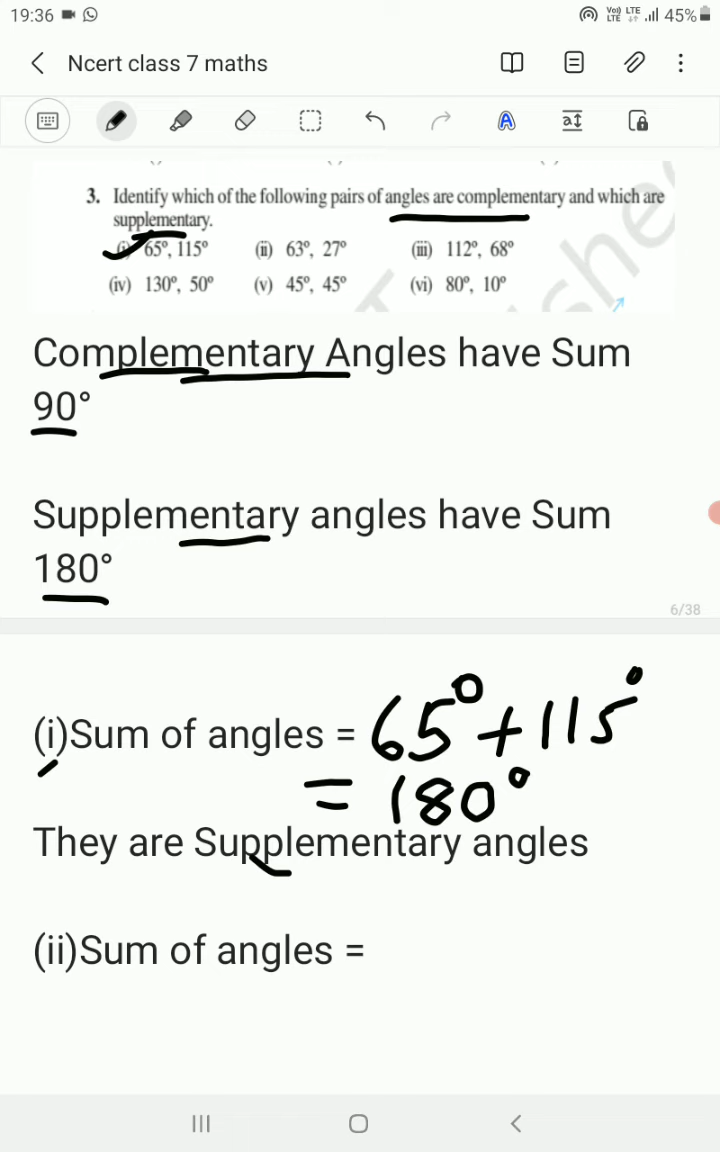 19:36 Vo) LTE LTE 45%
Ncert class 7 maths
3. Identify which of the following pairs of angles are complementary and which are
supplementary.
(i) 65°, 115° (ii) 63°, 27° (iii) 112°, 68°
(iv) 130°, 50° (v) 45°, 45° (vi) 80°, 10°
Complementary Angles have Sum
90°
Supplementary angles have Sum
180°
6/38
(i)Sum of angles = 65° + 115°
= 180°
They are Supplementary angles
(ii)Sum of angles =